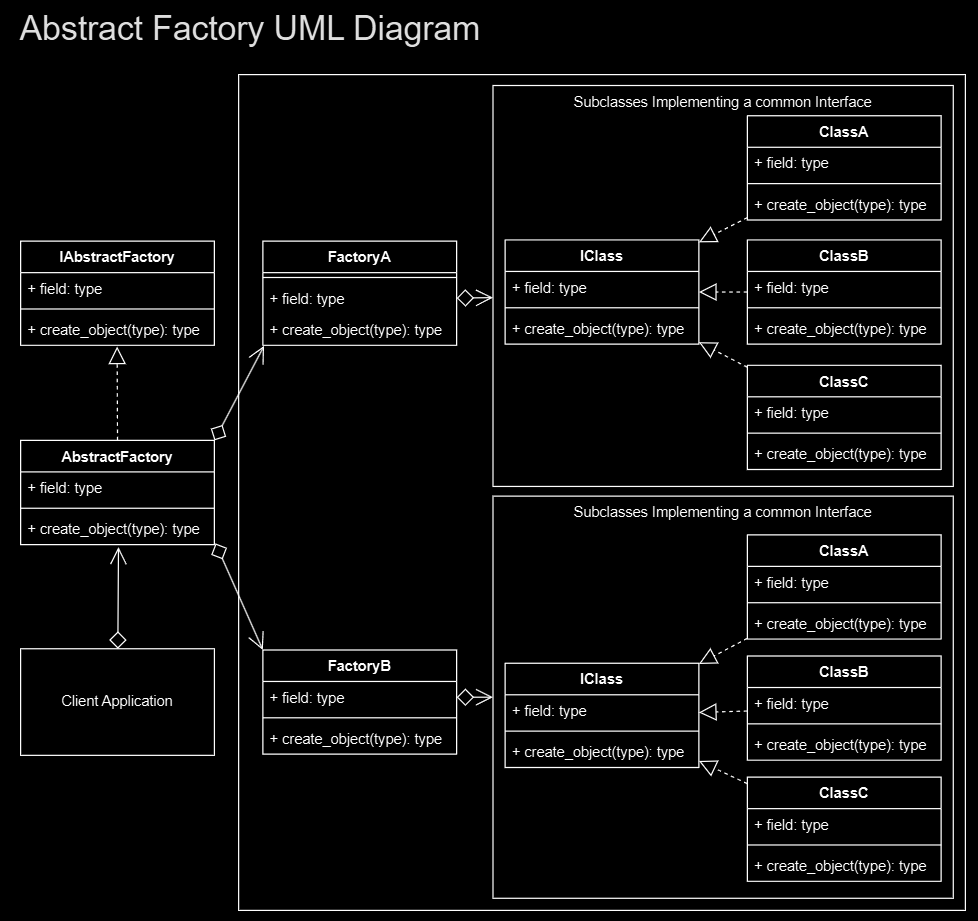 Abstract Factory UML Diagram
Subclasses Implementing a common Interface
ClassA
+ field: type
+ create_object(type): type
IAbstractFactory
+ field: type
+ create_object(type): type
FactoryA
+ field: type
+ create_object(type): type
IClass
+ field: type
+ create_object(type): type
ClassB
+ field: type
+ create_object(type): type
ClassC
+ field: type
+ create_object(type): type
AbstractFactory
+ field: type
+ create_object(type): type
Subclasses Implementing a common Interface
ClassA
+ field: type
+ create_object(type): type
Client Application
FactoryB
+ field: type
+ create_object(type): type
IClass
+ field: type
+ create_object(type): type
ClassB
+ field: type
+ create_object(type): type
ClassC
+ field: type
+ create_object(type): type